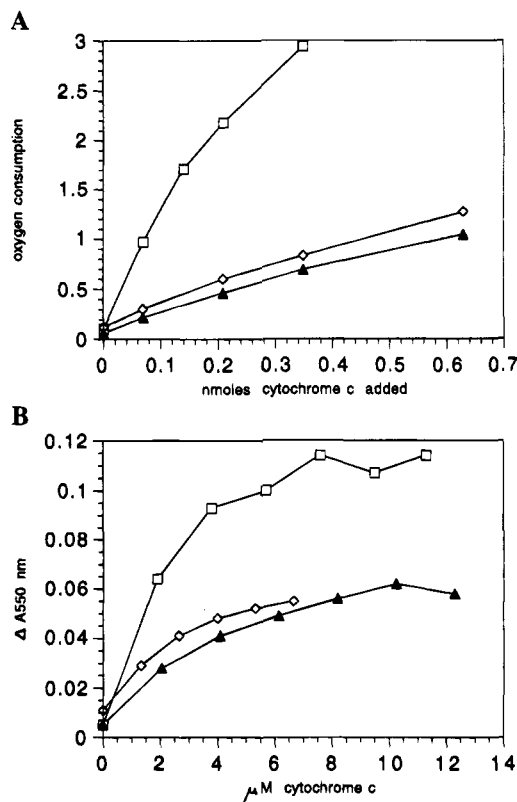 A
3
2.5
2
1.5
1
0.5
0
oxygen consumption
0 0.1 0.2 0.3 0.4 0.5 0.6 0.7
nmoles cytochrome c added
B
0.12
0.1
0.08
0.06
0.04
0.02
0
Δ A550 nm
0 2 4 6 8 10 12 14
μM cytochrome c